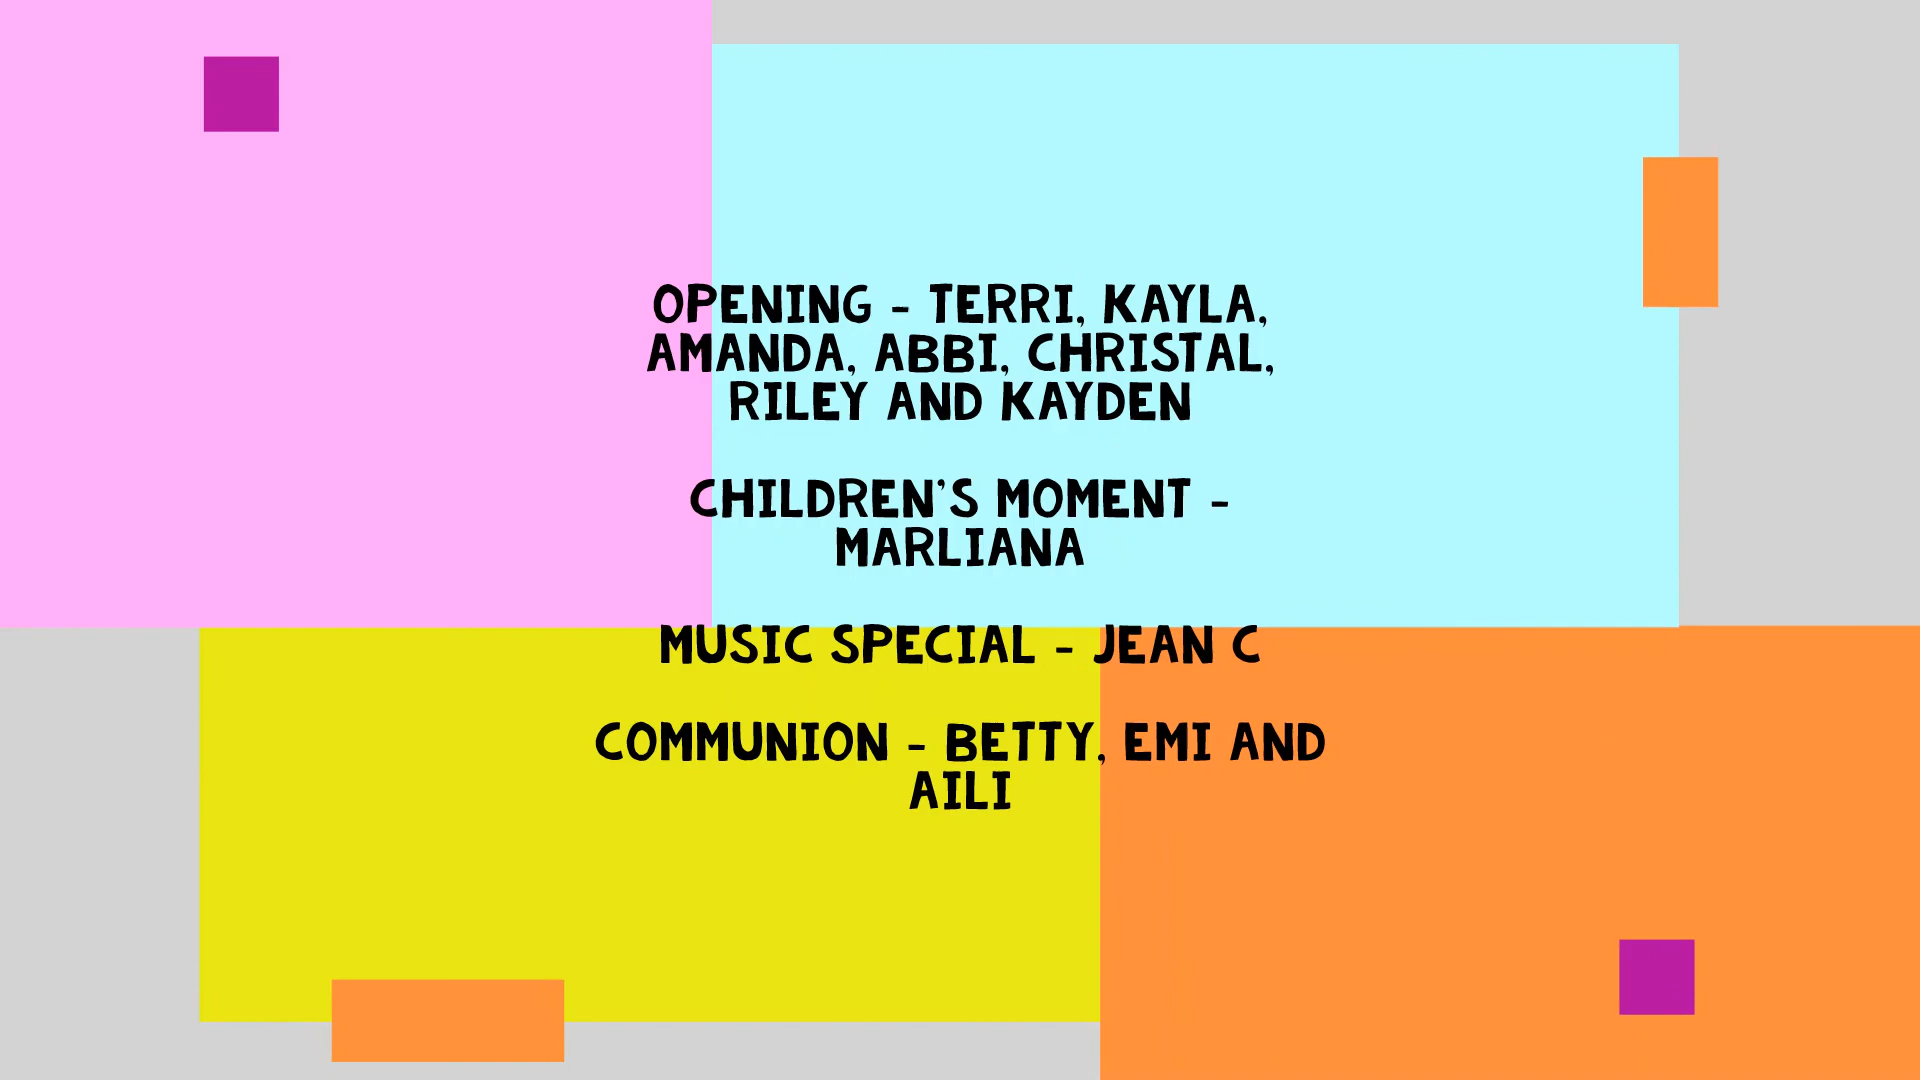 OPENING - TERRI, KAYLA,
AMANDA, ABBI, CHRISTAL,
RILEY AND KAYDEN
CHILDREN'S MOMENT -
MARLIANA
MUSIC SPECIAL - JEAN C
COMMUNION - BETTY, EMI AND
AILI